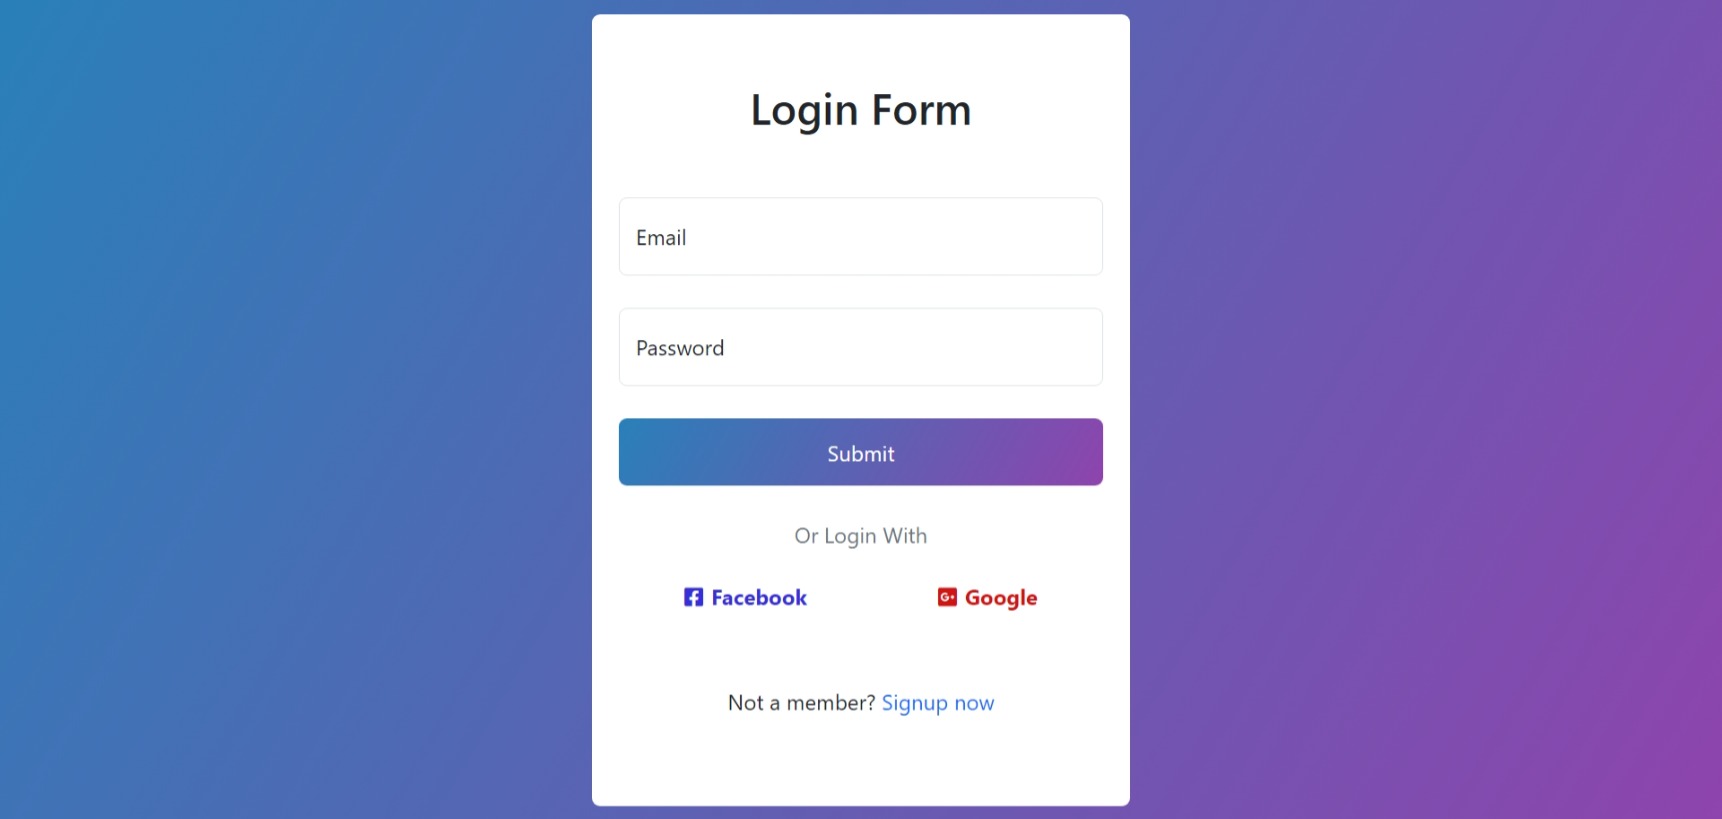 Login Form
Email
Password
Submit
Or Login With
Facebook
Google
Not a member? Signup now